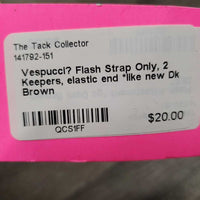 The Tack Collector
141792-151
Vespucci? Flash Strap Only, 2
Keepers, elastic end *like new Dk
Brown
QCS1FF
$20.00